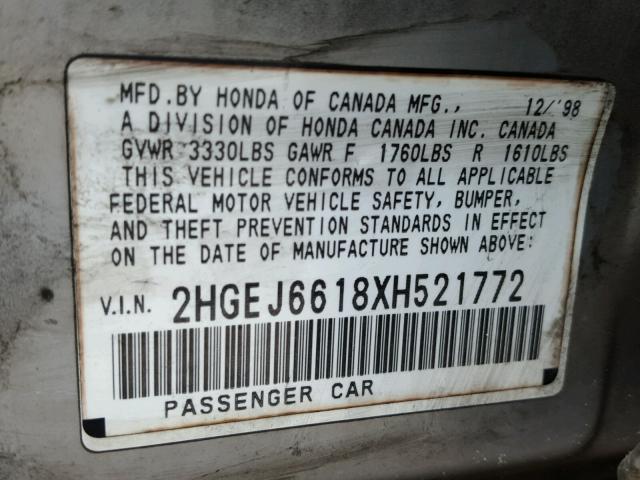 MFD.BY HONDA OF CANADA MFG., 12/'98
A DIVISION OF HONDA CANADA INC. CANADA
GVWR 3330LBS GAWR F 1760LBS R 1610LBS
THIS VEHICLE CONFORMS TO ALL APPLICABLE
FEDERAL MOTOR VEHICLE SAFETY, BUMPER,
AND THEFT PREVENTION STANDARDS IN EFFECT
ON THE DATE OF MANUFACTURE SHOWN ABOVE:
V.I.N. 2HGEJ6618XH521772
PASSENGER CAR